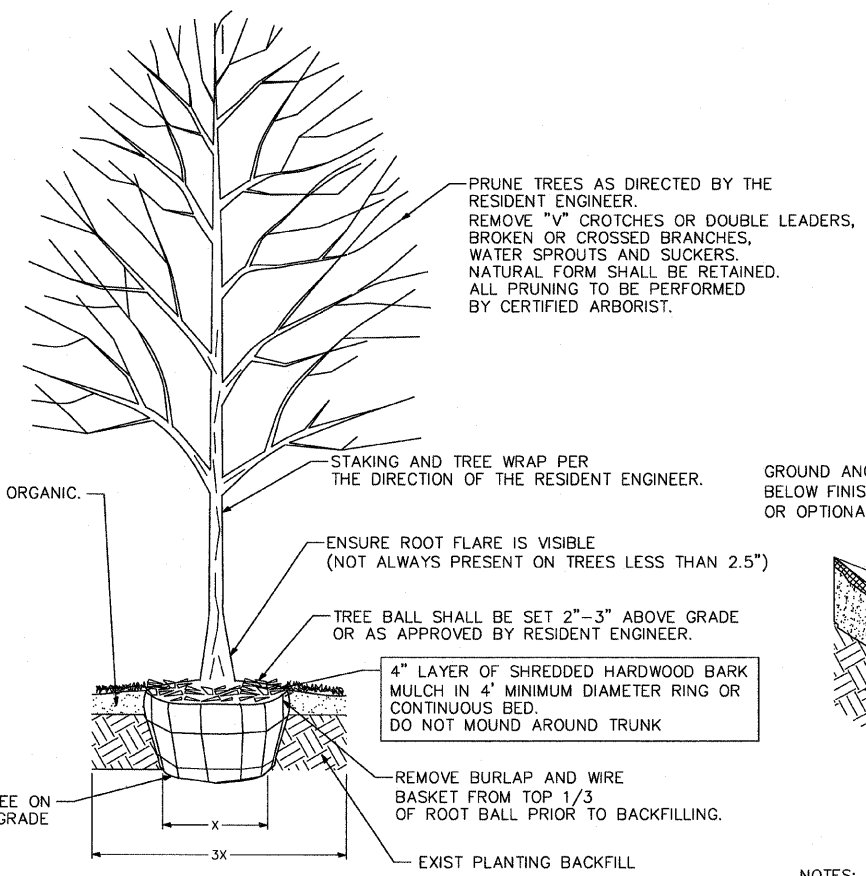 PRUNE TREES AS DIRECTED BY THE
RESIDENT ENGINEER.
REMOVE "V" CROTCHES OR DOUBLE LEADERS,
BROKEN OR CROSSED BRANCHES,
WATER SPROUTS AND SUCKERS.
NATURAL FORM SHALL BE RETAINED.
ALL PRUNING TO BE PERFORMED
BY CERTIFIED ARBORIST.
STAKING AND TREE WRAP PER
THE DIRECTION OF THE RESIDENT ENGINEER.
GROUND ANC
BELOW FINIS
OR OPTIONA
ORGANIC.
ENSURE ROOT FLARE IS VISIBLE
(NOT ALWAYS PRESENT ON TREES LESS THAN 2.5")
TREE BALL SHALL BE SET 2"-3" ABOVE GRADE
OR AS APPROVED BY RESIDENT ENGINEER.
4" LAYER OF SHREDDED HARDWOOD BARK
MULCH IN 4' MINIMUM DIAMETER RING OR
CONTINUOUS BED.
DO NOT MOUND AROUND TRUNK
REMOVE BURLAP AND WIRE
BASKET FROM TOP 1/3
OF ROOT BALL PRIOR TO BACKFILLING.
EE ON
GRADE
X
3X
EXIST PLANTING BACKFILL
NOTES: